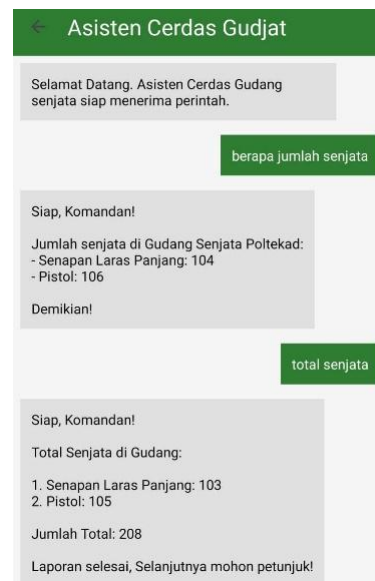 Asisten Cerdas Gudjat
Selamat Datang. Asisten Cerdas Gudang
senjata siap menerima perintah.
berapa jumlah senjata
Siap, Komandan!
Jumlah senjata di Gudang Senjata Poltekad:
- Senapan Laras Panjang: 104
- Pistol: 106
Demikian!
total senjata
Siap, Komandan!
Total Senjata di Gudang:
1. Senapan Laras Panjang: 103
2. Pistol: 105
Jumlah Total: 208
Laporan selesai, Selanjutnya mohon petunjuk!